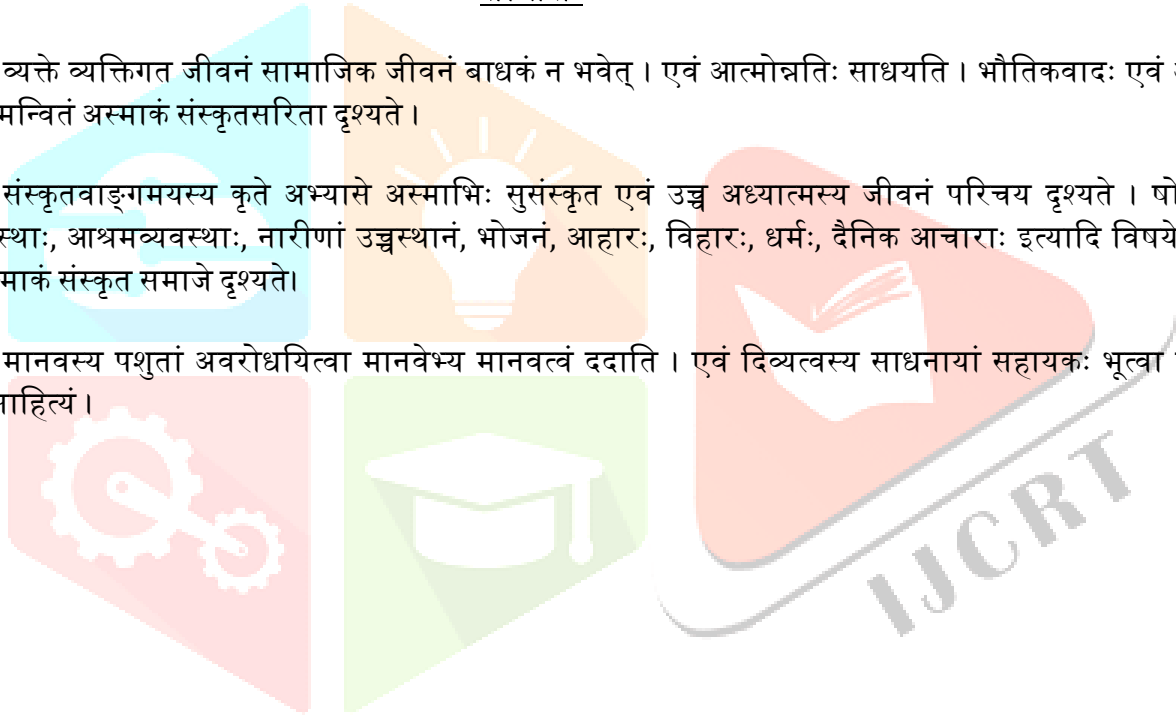 व्यक्ते व्यक्तिगत जीवनं सामाजिक जीवनं बाधकं न भवेत् । एवं आत्मोन्नतिः साधयति । भौतिकवादः एवं
मन्वितं अस्माकं संस्कृतसरिता दृश्यते ।
संस्कृतवाङ्गमयस्य कृते अभ्यासे अस्माभिः सुसंस्कृत एवं उच्च अध्यात्मस्य जीवनं परिचय दृश्यते । षो
स्थाः, आश्रमव्यवस्थाः, नारीणां उच्चस्थानं, भोजनं, आहारः, विहारः, धर्मः, दैनिक आचाराः इत्यादि विषये
माकं संस्कृत समाजे दृश्यते।
मानवस्य पशुतां अवरोधयित्वा मानवेभ्य मानवत्वं ददाति । एवं दिव्यत्वस्य साधनायां सहायकः भूत्वा
साहित्यं ।
IJCRT